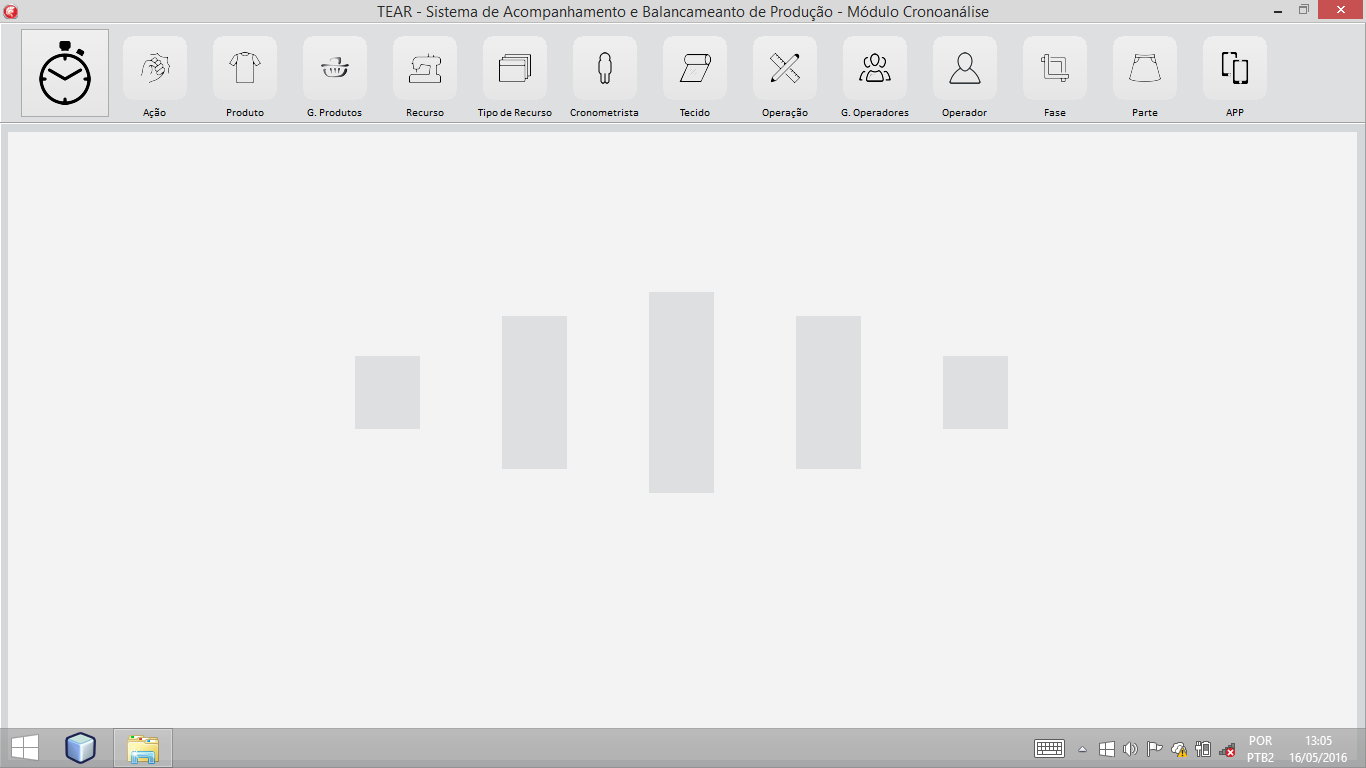 TEAR - Sistema de Acompanhamento e Balancameanto de Produção - Módulo Cronoanálise
Ação Produto G. Produtos Recurso Tipo de Recurso Cronometrista Tecido Operação G. Operadores Operador Fase Parte APP
POR 13:05
PTB2 16/05/2016